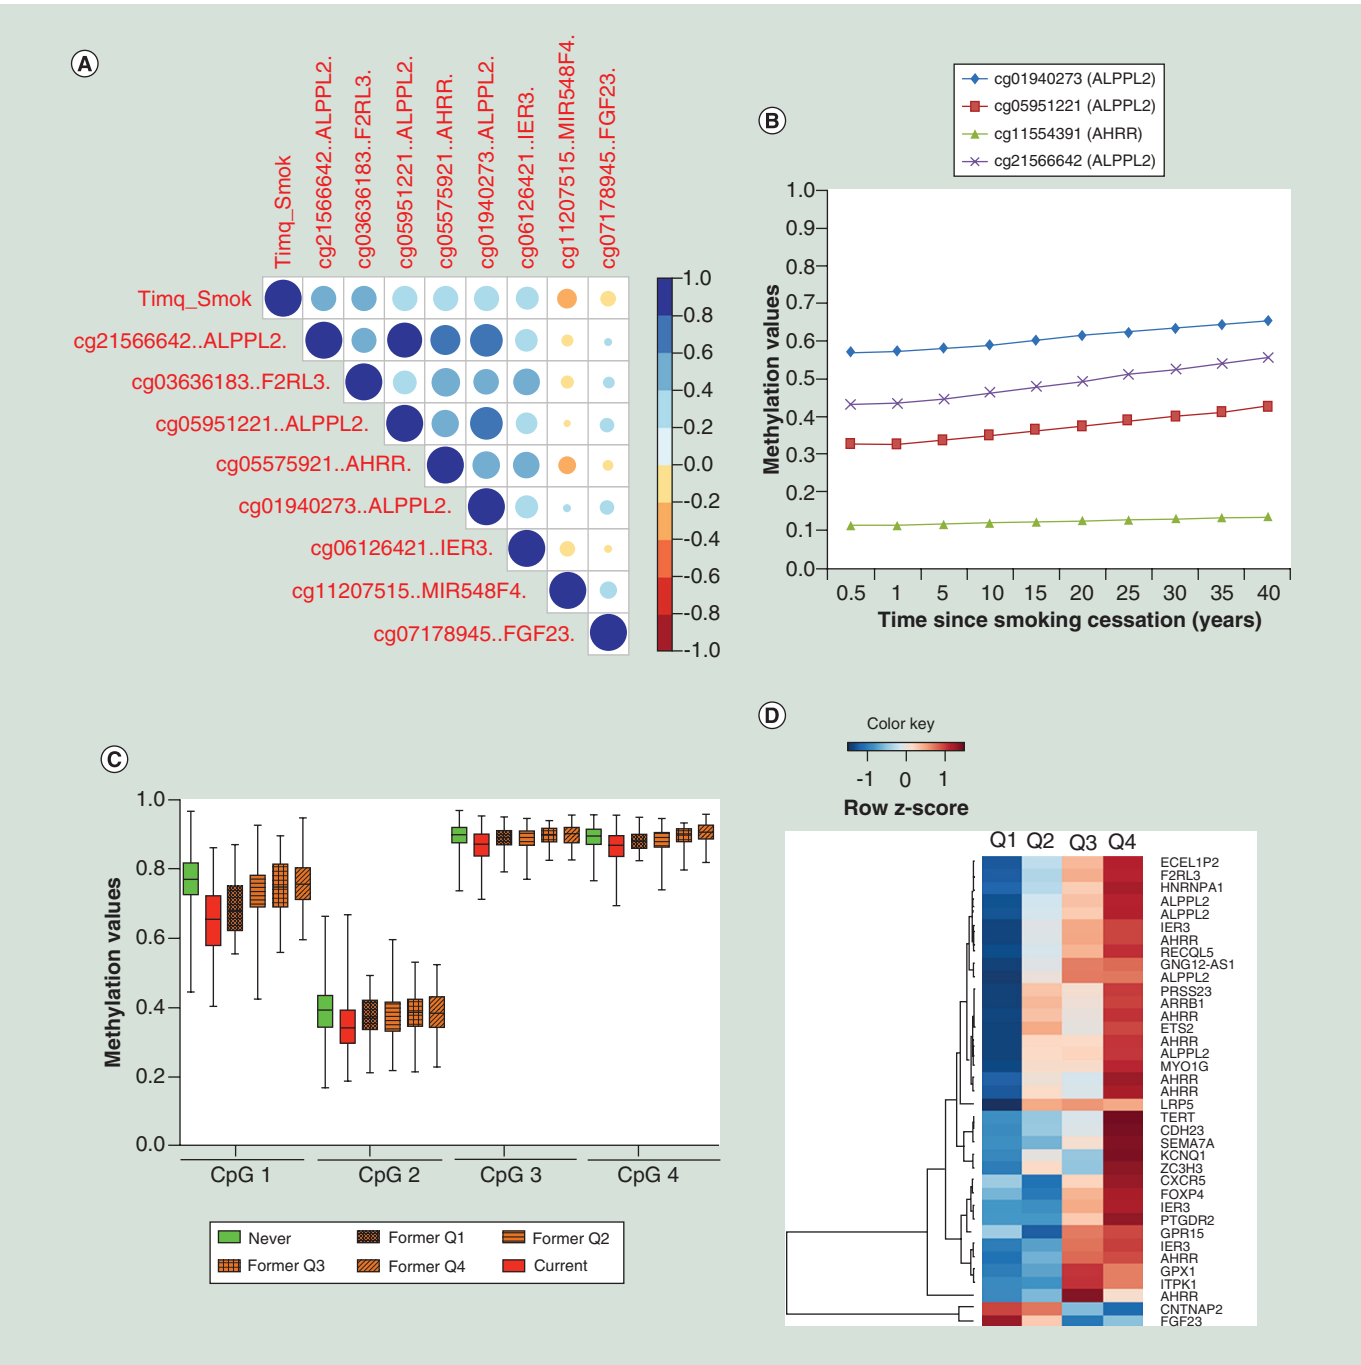 A
Timq_Smok
cg21566642..ALPPL2.
cg03636183..F2RL3.
cg05951221..ALPPL2.
cg05575921..AHRR.
cg01940273..ALPPL2.
cg06126421..IER3.
cg11207515..MIR548F4.
cg07178945..FGF23.
Timq_Smok
cg21566642..ALPPL2.
cg03636183..F2RL3.
cg05951221..ALPPL2.
cg05575921..AHRR.
cg01940273..ALPPL2.
cg06126421..IER3.
cg11207515..MIR548F4.
cg07178945..FGF23.
1.0
0.8
0.6
0.4
0.2
0.0
-0.2
-0.4
-0.6
-0.8
-1.0
B
cg01940273 (ALPPL2)
cg05951221 (ALPPL2)
cg11554391 (AHRR)
cg21566642 (ALPPL2)
Methylation values
1.0
0.9
0.8
0.7
0.6
0.5
0.4
0.3
0.2
0.1
0.0
0.5 1 5 10 15 20 25 30 35 40
Time since smoking cessation (years)
C
Methylation values
1.0
0.8
0.6
0.4
0.2
0.0
CpG 1 CpG 2 CpG 3 CpG 4
Never Former Q1 Former Q2
Former Q3 Former Q4 Current
D
Color key
-1 0 1
Row z-score
Q1 Q2 Q3 Q4
ECEL1P2
F2RL3
HNRNPA1
ALPPL2
ALPPL2
IER3
AHRR
RECQL5
GNG12-AS1
ALPPL2
PRSS23
ARRB1
AHRR
ETS2
AHRR
ALPPL2
MYO1G
AHRR
AHRR
LRP5
TERT
CDH23
SEMA7A
KCNQ1
ZC3H3
CXCR5
FOXP4
IER3
PTGDR2
GPR15
IER3
AHRR
GPX1
ITPK1
AHRR
CNTNAP2
FGF23